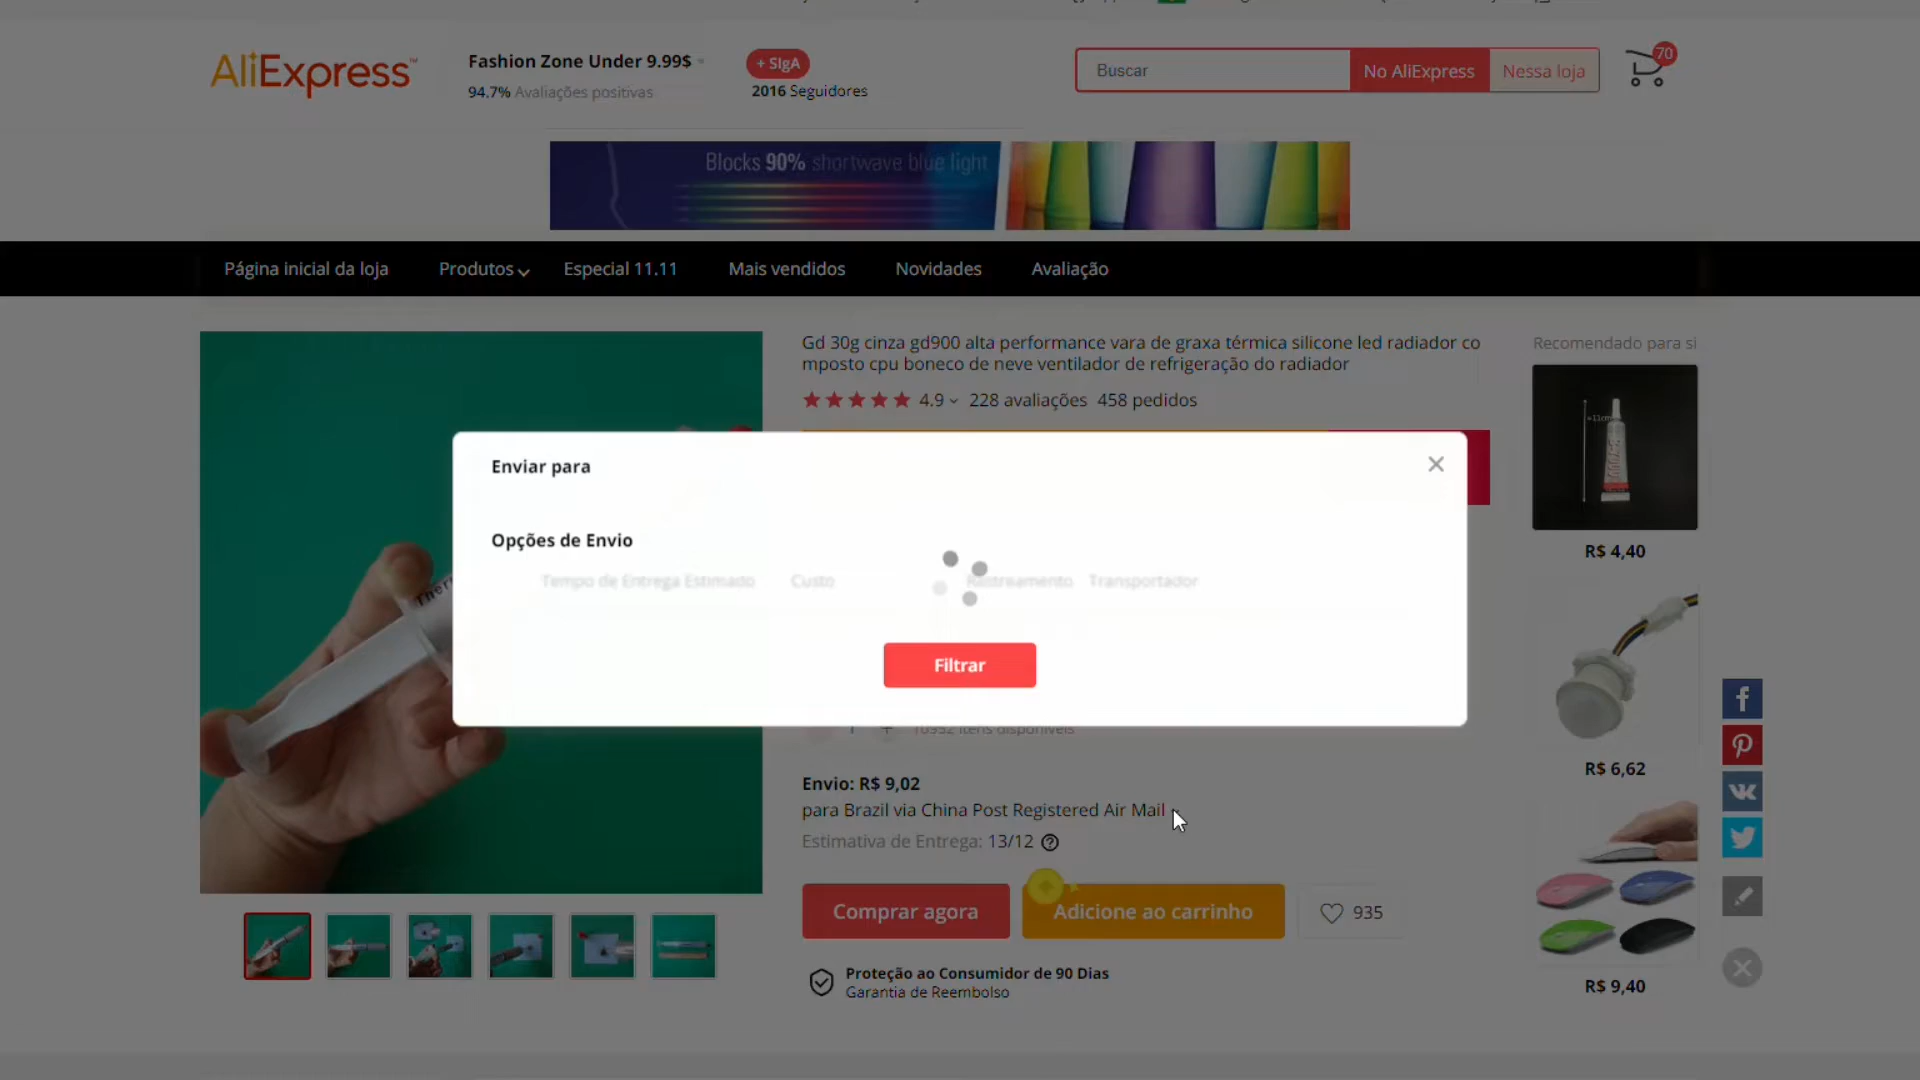 AliExpress™
Fashion Zone Under 9.99$
94.7% Avaliações positivas
+ SIgA
2016 Seguidores
Buscar
No AliExpress
Nessa loja
70
Blocks 90% shortwave blue light
Página inicial da loja
Produtos
Especial 11.11
Mais vendidos
Novidades
Avaliação
Gd 30g cinza gd900 alta performance vara de graxa térmica silicone led radiador co
mposto cpu boneco de neve ventilador de refrigeração do radiador
4.9
228 avaliações
458 pedidos
Recomendado para si
R$ 4,40
Enviar para
Opções de Envio
Tempo de Entrega Estimado
Custo
Rastreamento
Transportador
Filtrar
1
+
10952 itens disponíveis
Envio: R$ 9,02
para Brazil via China Post Registered Air Mail
Estimativa de Entrega: 13/12
Comprar agora
Adicione ao carrinho
935
Proteção ao Consumidor de 90 Dias
Garantia de Reembolso
R$ 6,62
R$ 9,40